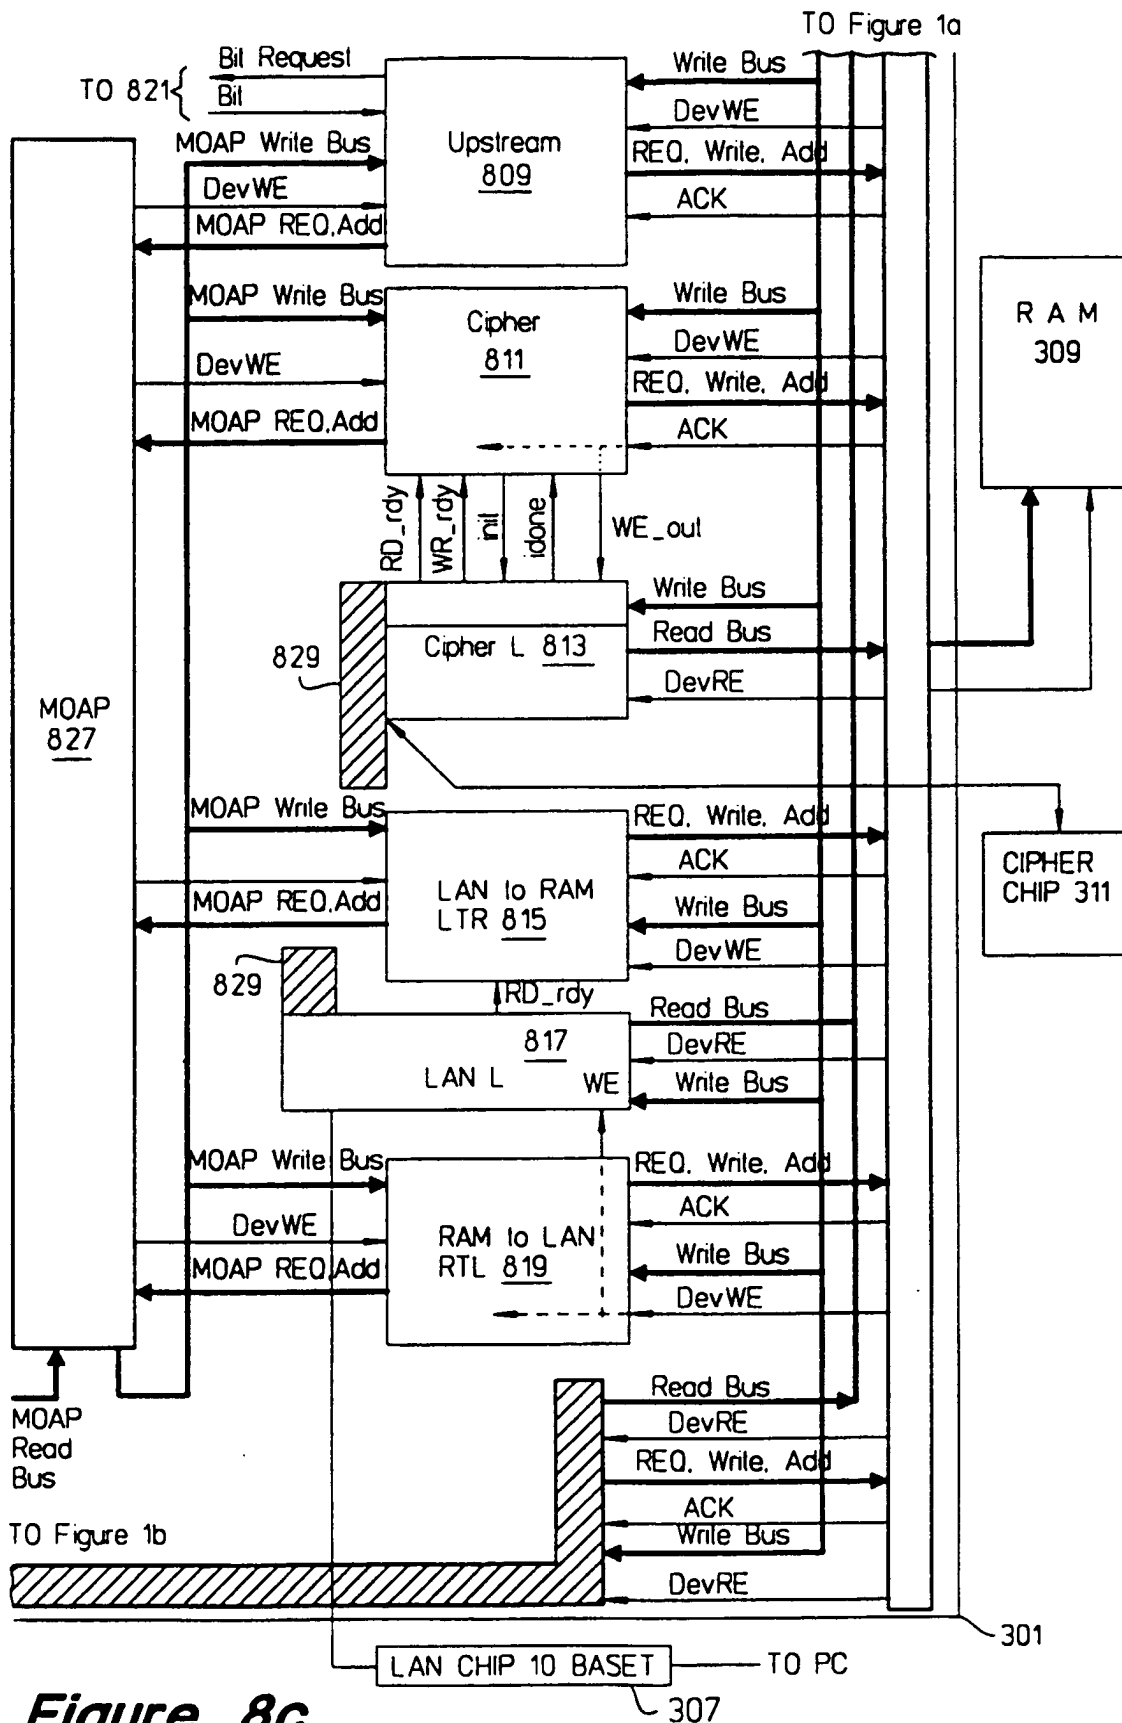 TO Figure 1a
Bit Request
TO 821
Bit
Write Bus
DevWE
MOAP Write Bus
Upstream
809
REQ, Write, Add
DevWE
ACK
MOAP REQ,Add
MOAP Write Bus
Cipher
811
Write Bus
DevWE
DevWE
REQ, Write, Add
MOAP REQ,Add
ACK
R A M
309
RD_rdy
WR_rdy
init
idone
WE_out
Write Bus
829
Cipher L 813
Read Bus
DevRE
MOAP
827
MOAP Write Bus
REQ, Write, Add
ACK
LAN to RAM
LTR 815
MOAP REQ,Add
Write Bus
DevWE
CIPHER
CHIP 311
829
RD_rdy
Read Bus
817
DevRE
LAN L
WE
Write Bus
MOAP Write Bus
REQ, Write, Add
DevWE
ACK
RAM to LAN
RTL 819
MOAP REQ,Add
Write Bus
DevWE
MOAP
Read
Bus
Read Bus
DevRE
REQ, Write, Add
ACK
Write Bus
TO Figure 1b
DevRE
301
LAN CHIP 10 BASET
TO PC
307
Figure 8c